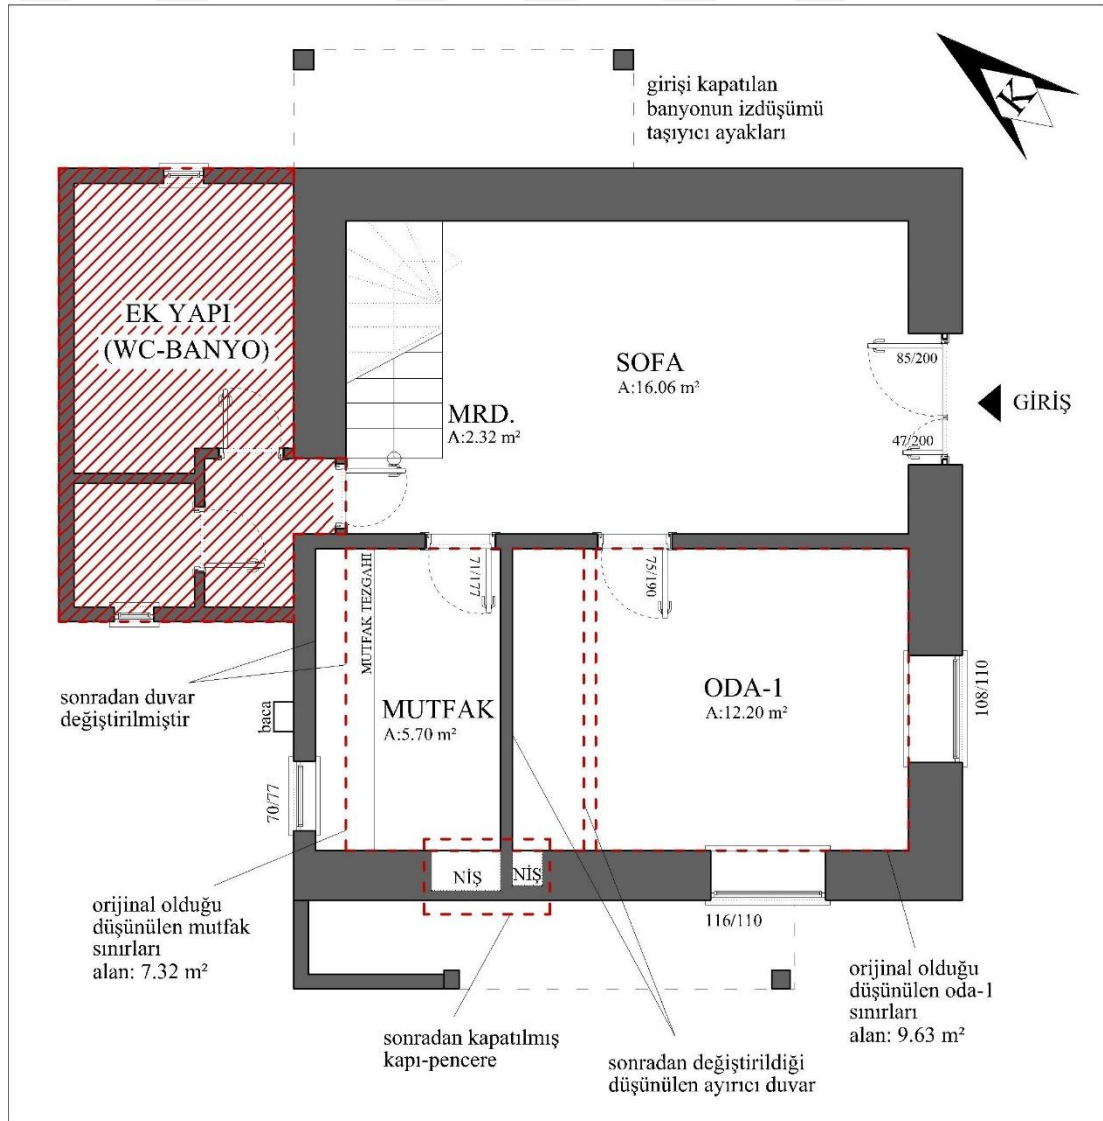 girişi kapatılan
banyonun izdüşümü
taşıyıcı ayakları
K
EK YAPI
(WC-BANYO)
SOFA
A:16.06 m²
85/200
GİRİŞ
MRD.
A:2.32 m²
47/200
MUTFAK TEZGAHI
71/177
75/190
sonradan duvar
değiştirilmiştir
baca
MUTFAK
A:5.70 m²
ODA-1
A:12.20 m²
108/110
70/77
NİŞ
NİŞ
116/110
orijinal olduğu
düşünülen mutfak
sınırları
alan: 7.32 m²
orijinal olduğu
düşünülen oda-1
sınırları
alan: 9.63 m²
sonradan kapatılmış
kapı-pencere
sonradan değiştirildiği
düşünülen ayırıcı duvar